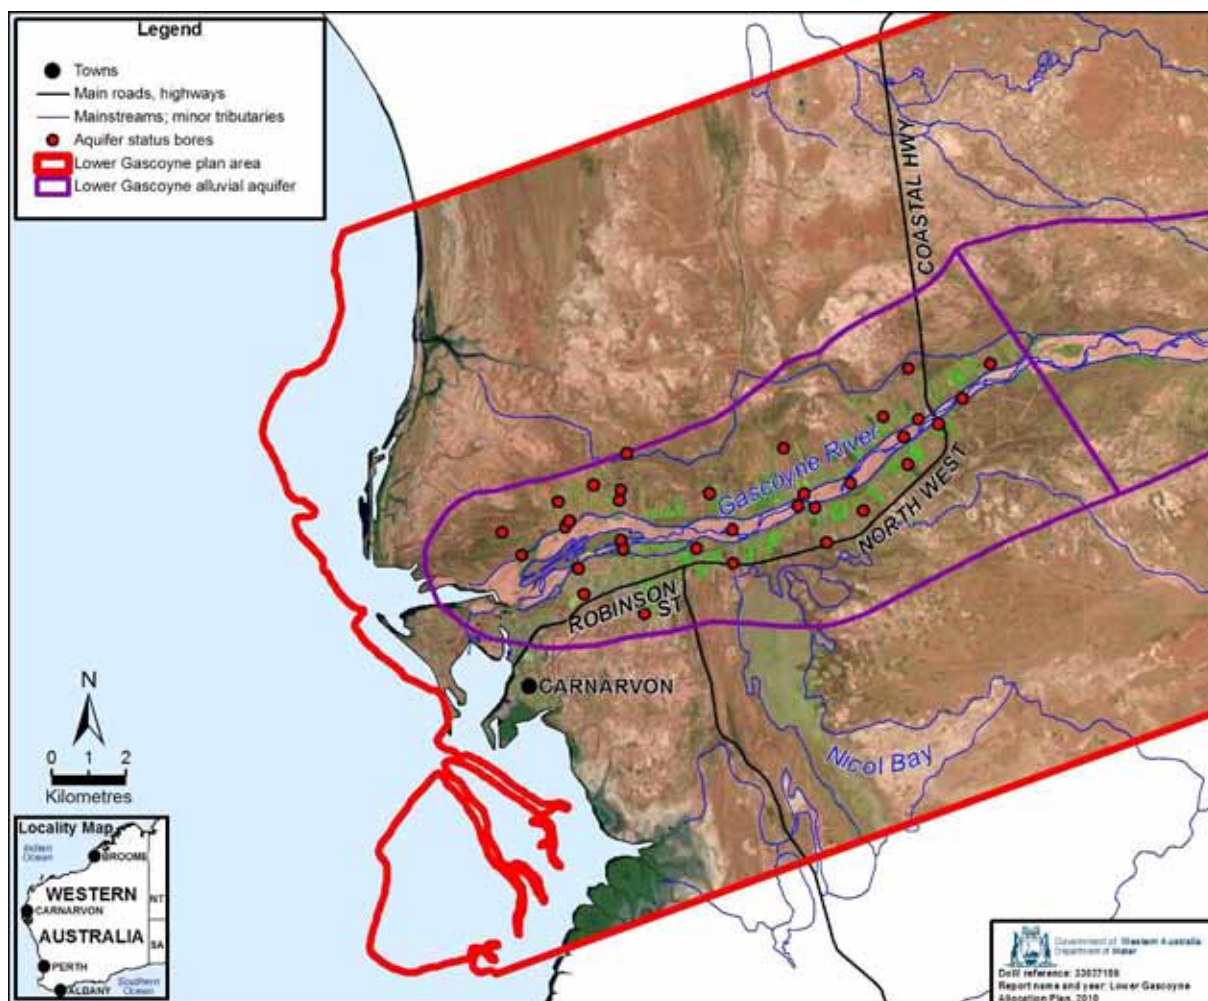 Legend
Towns
Main roads, highways
Mainstreams; minor tributaries
Aquifer status bores
Lower Gascoyne plan area
Lower Gascoyne alluvial aquifer
COASTAL HWY
Gascoyne River
NORTH WEST
ROBINSON
ST
CARNARVON
Nicol Bay
N
0 1 2
Kilometres
Locality Map
Indian
Ocean
BROOME
WESTERN
NT
CARNARVON
AUSTRALIA
SA
PERTH
Southern
Ocean
ALBANY
Government of Western Australia
Department of Water
DoW reference: 33037186
Report name and year: Lower Gascoyne
Allocation Plan, 2010